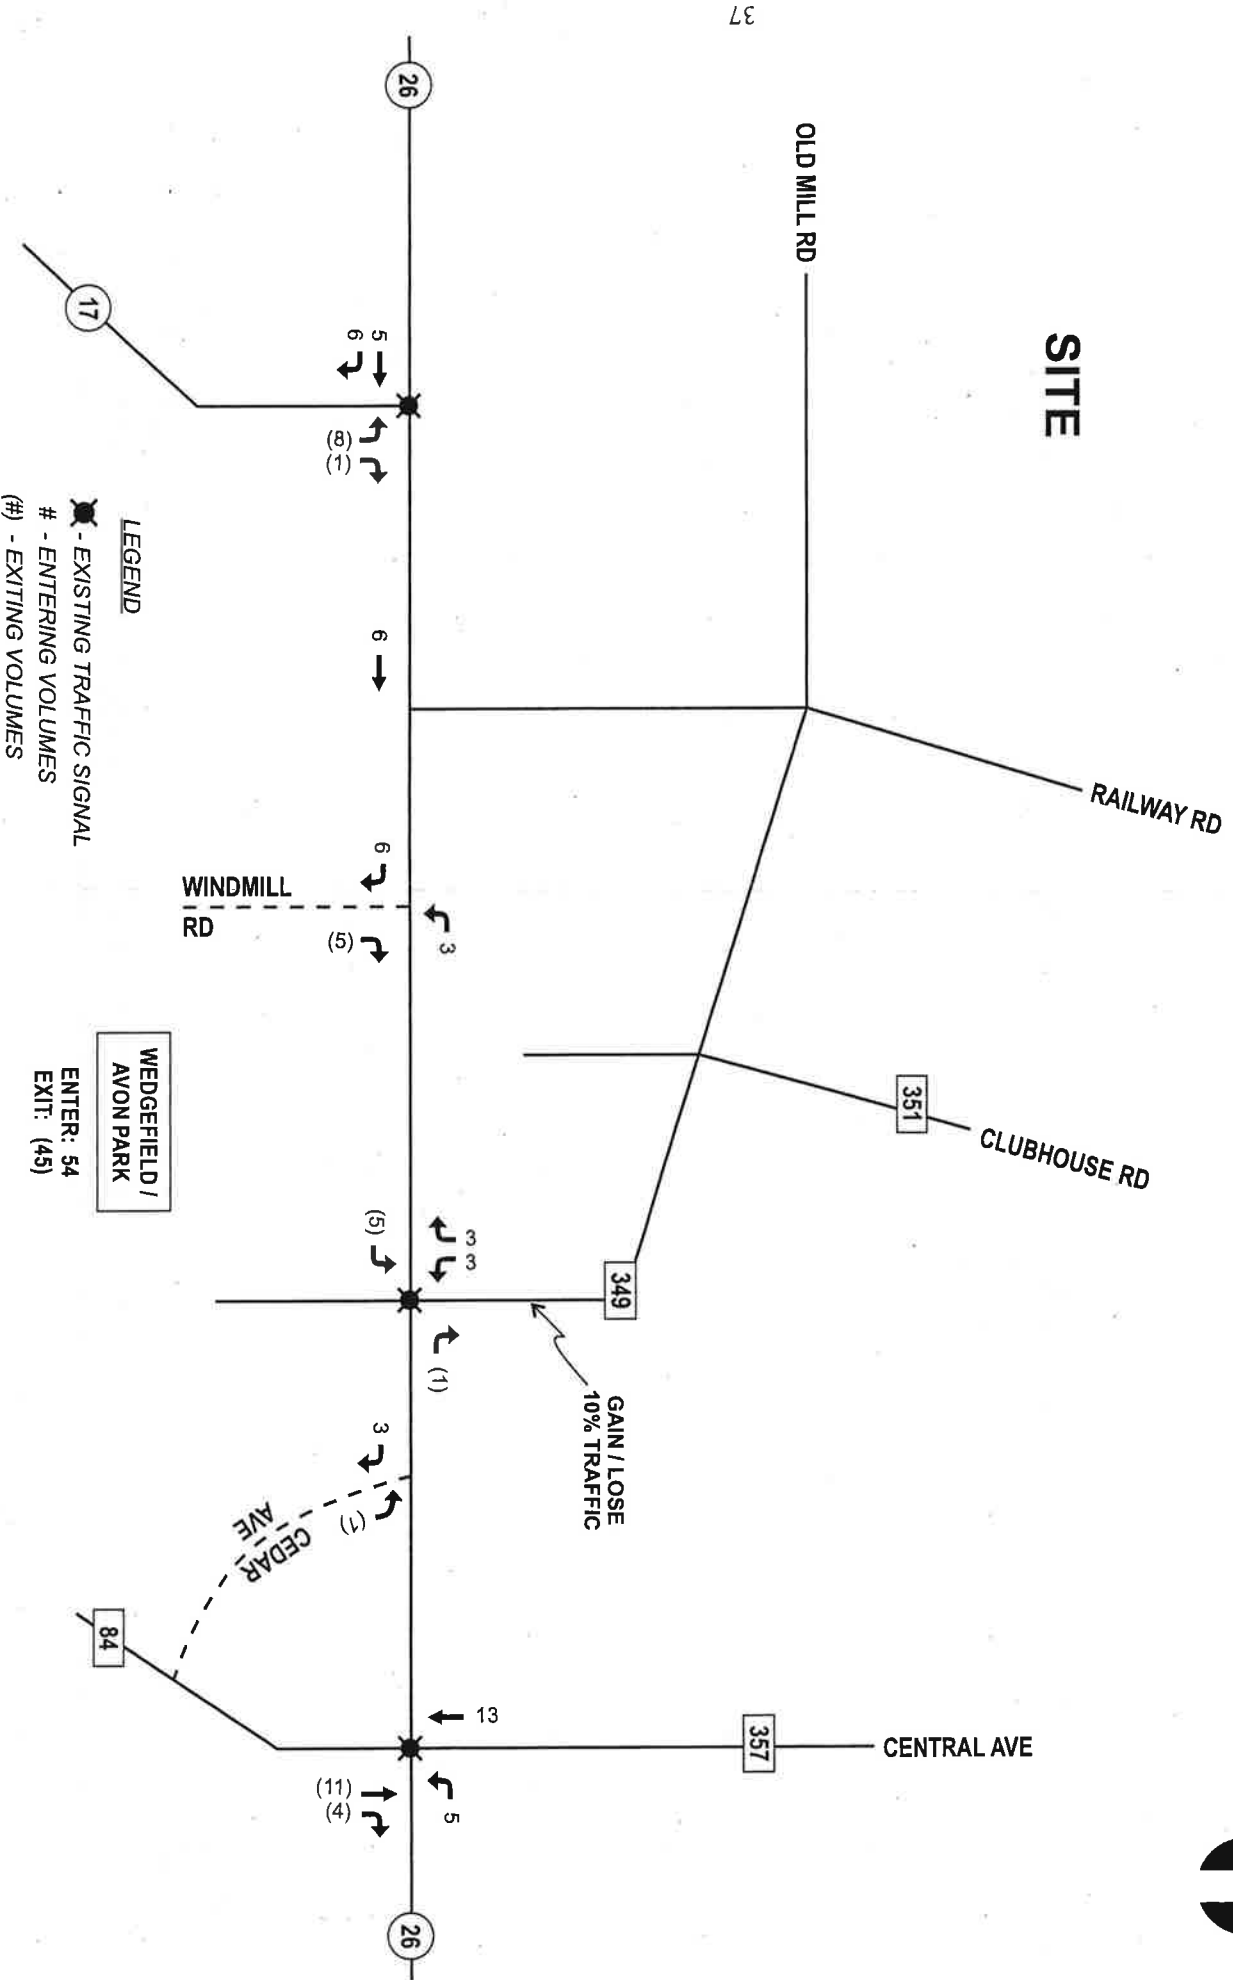 37
26
OLD MILL RD
SITE
17
6
5
(8)
(1)
RAILWAY RD
6
6
WINDMILL
RD
(5)
3
351
CLUBHOUSE RD
LEGEND
- EXISTING TRAFFIC SIGNAL
# - ENTERING VOLUMES
(#) - EXITING VOLUMES
WEDGEFIELD /
AVON PARK
ENTER: 54
EXIT: (45)
(5)
3
3
349
(1)
GAIN / LOSE
10% TRAFFIC
3
(1)
CEDAR
AVE
84
13
357
CENTRAL AVE
(11)
(4)
5
26